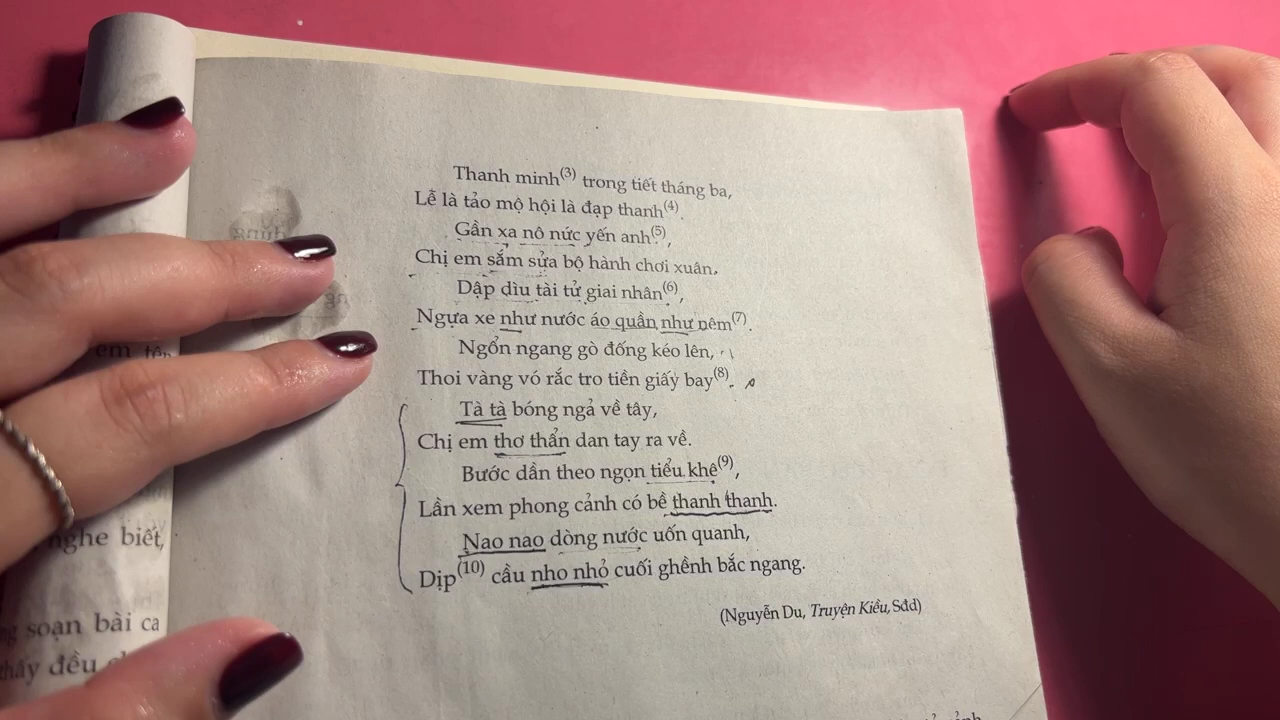 Thanh minh(3) trong tiết tháng ba,
Lễ là tảo mộ hội là đạp thanh(4).
Gần xa nô nức yến anh(5),
Chị em sắm sửa bộ hành chơi xuân.
Dập dìu tài tử giai nhân(6),
Ngựa xe như nước áo quần như nêm(7).
Ngổn ngang gò đống kéo lên,
Thoi vàng vó rắc tro tiền giấy bay(8).
Tà tà bóng ngả về tây,
Chị em thơ thẩn dan tay ra về.
Bước dần theo ngọn tiểu khê(9),
Lần xem phong cảnh có bề thanh thanh.
Nao nao dòng nước uốn quanh,
Dịp(10) cầu nho nhỏ cuối ghềnh bắc ngang.
(Nguyễn Du, Truyện Kiều, Sđd)
em tên
nghe biết,
soạn bài ca
thấy đều